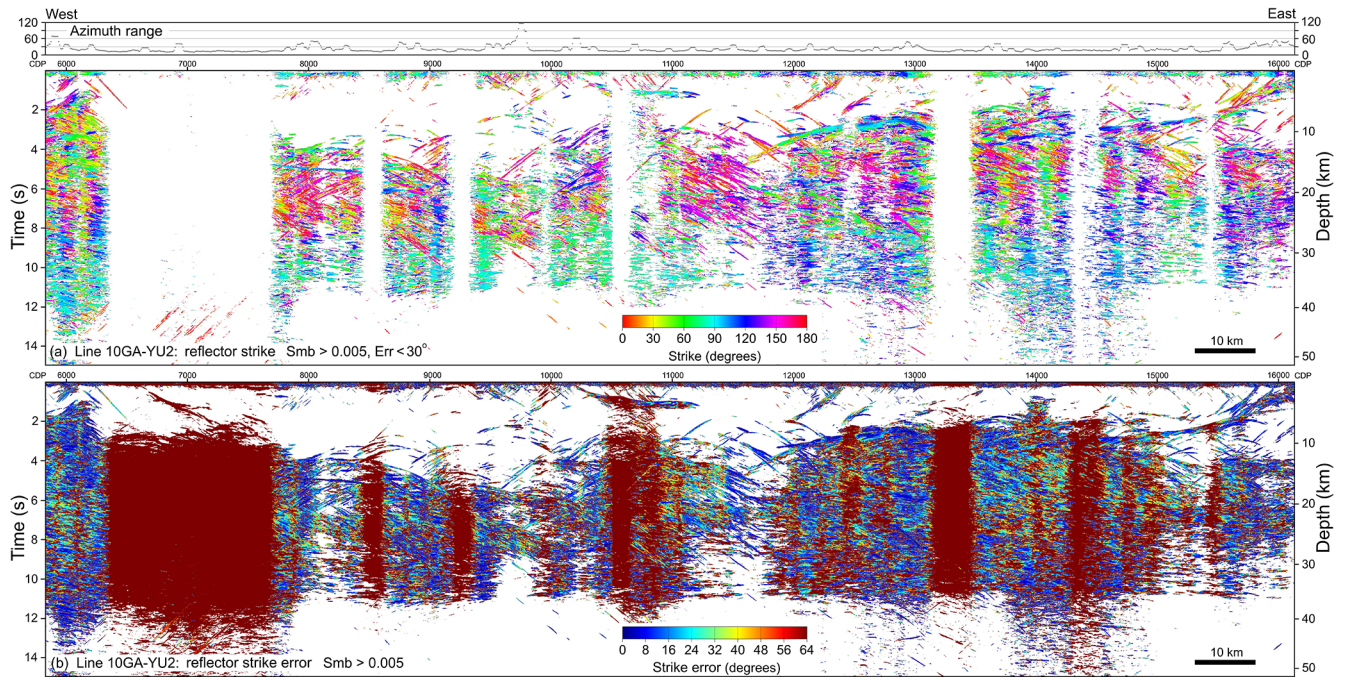 West East
120 120
Azimuth range
60 60
0 0
CDP 6000 7000 8000 9000 10000 11000 12000 13000 14000 15000 16000 CDP
2
4
6
8
10
12
14
Time (s)
10
20
30
40
50
Depth (km)
0 30 60 90 120 150 180
Strike (degrees)
10 km
(a) Line 10GA-YU2: reflector strike Smb > 0.005, Err < 30°
CDP 6000 7000 8000 9000 10000 11000 12000 13000 14000 15000 16000 CDP
2
4
6
8
10
12
14
Time (s)
10
20
30
40
50
Depth (km)
0 8 16 24 32 40 48 56 64
Strike error (degrees)
10 km
(b) Line 10GA-YU2: reflector strike error Smb > 0.005